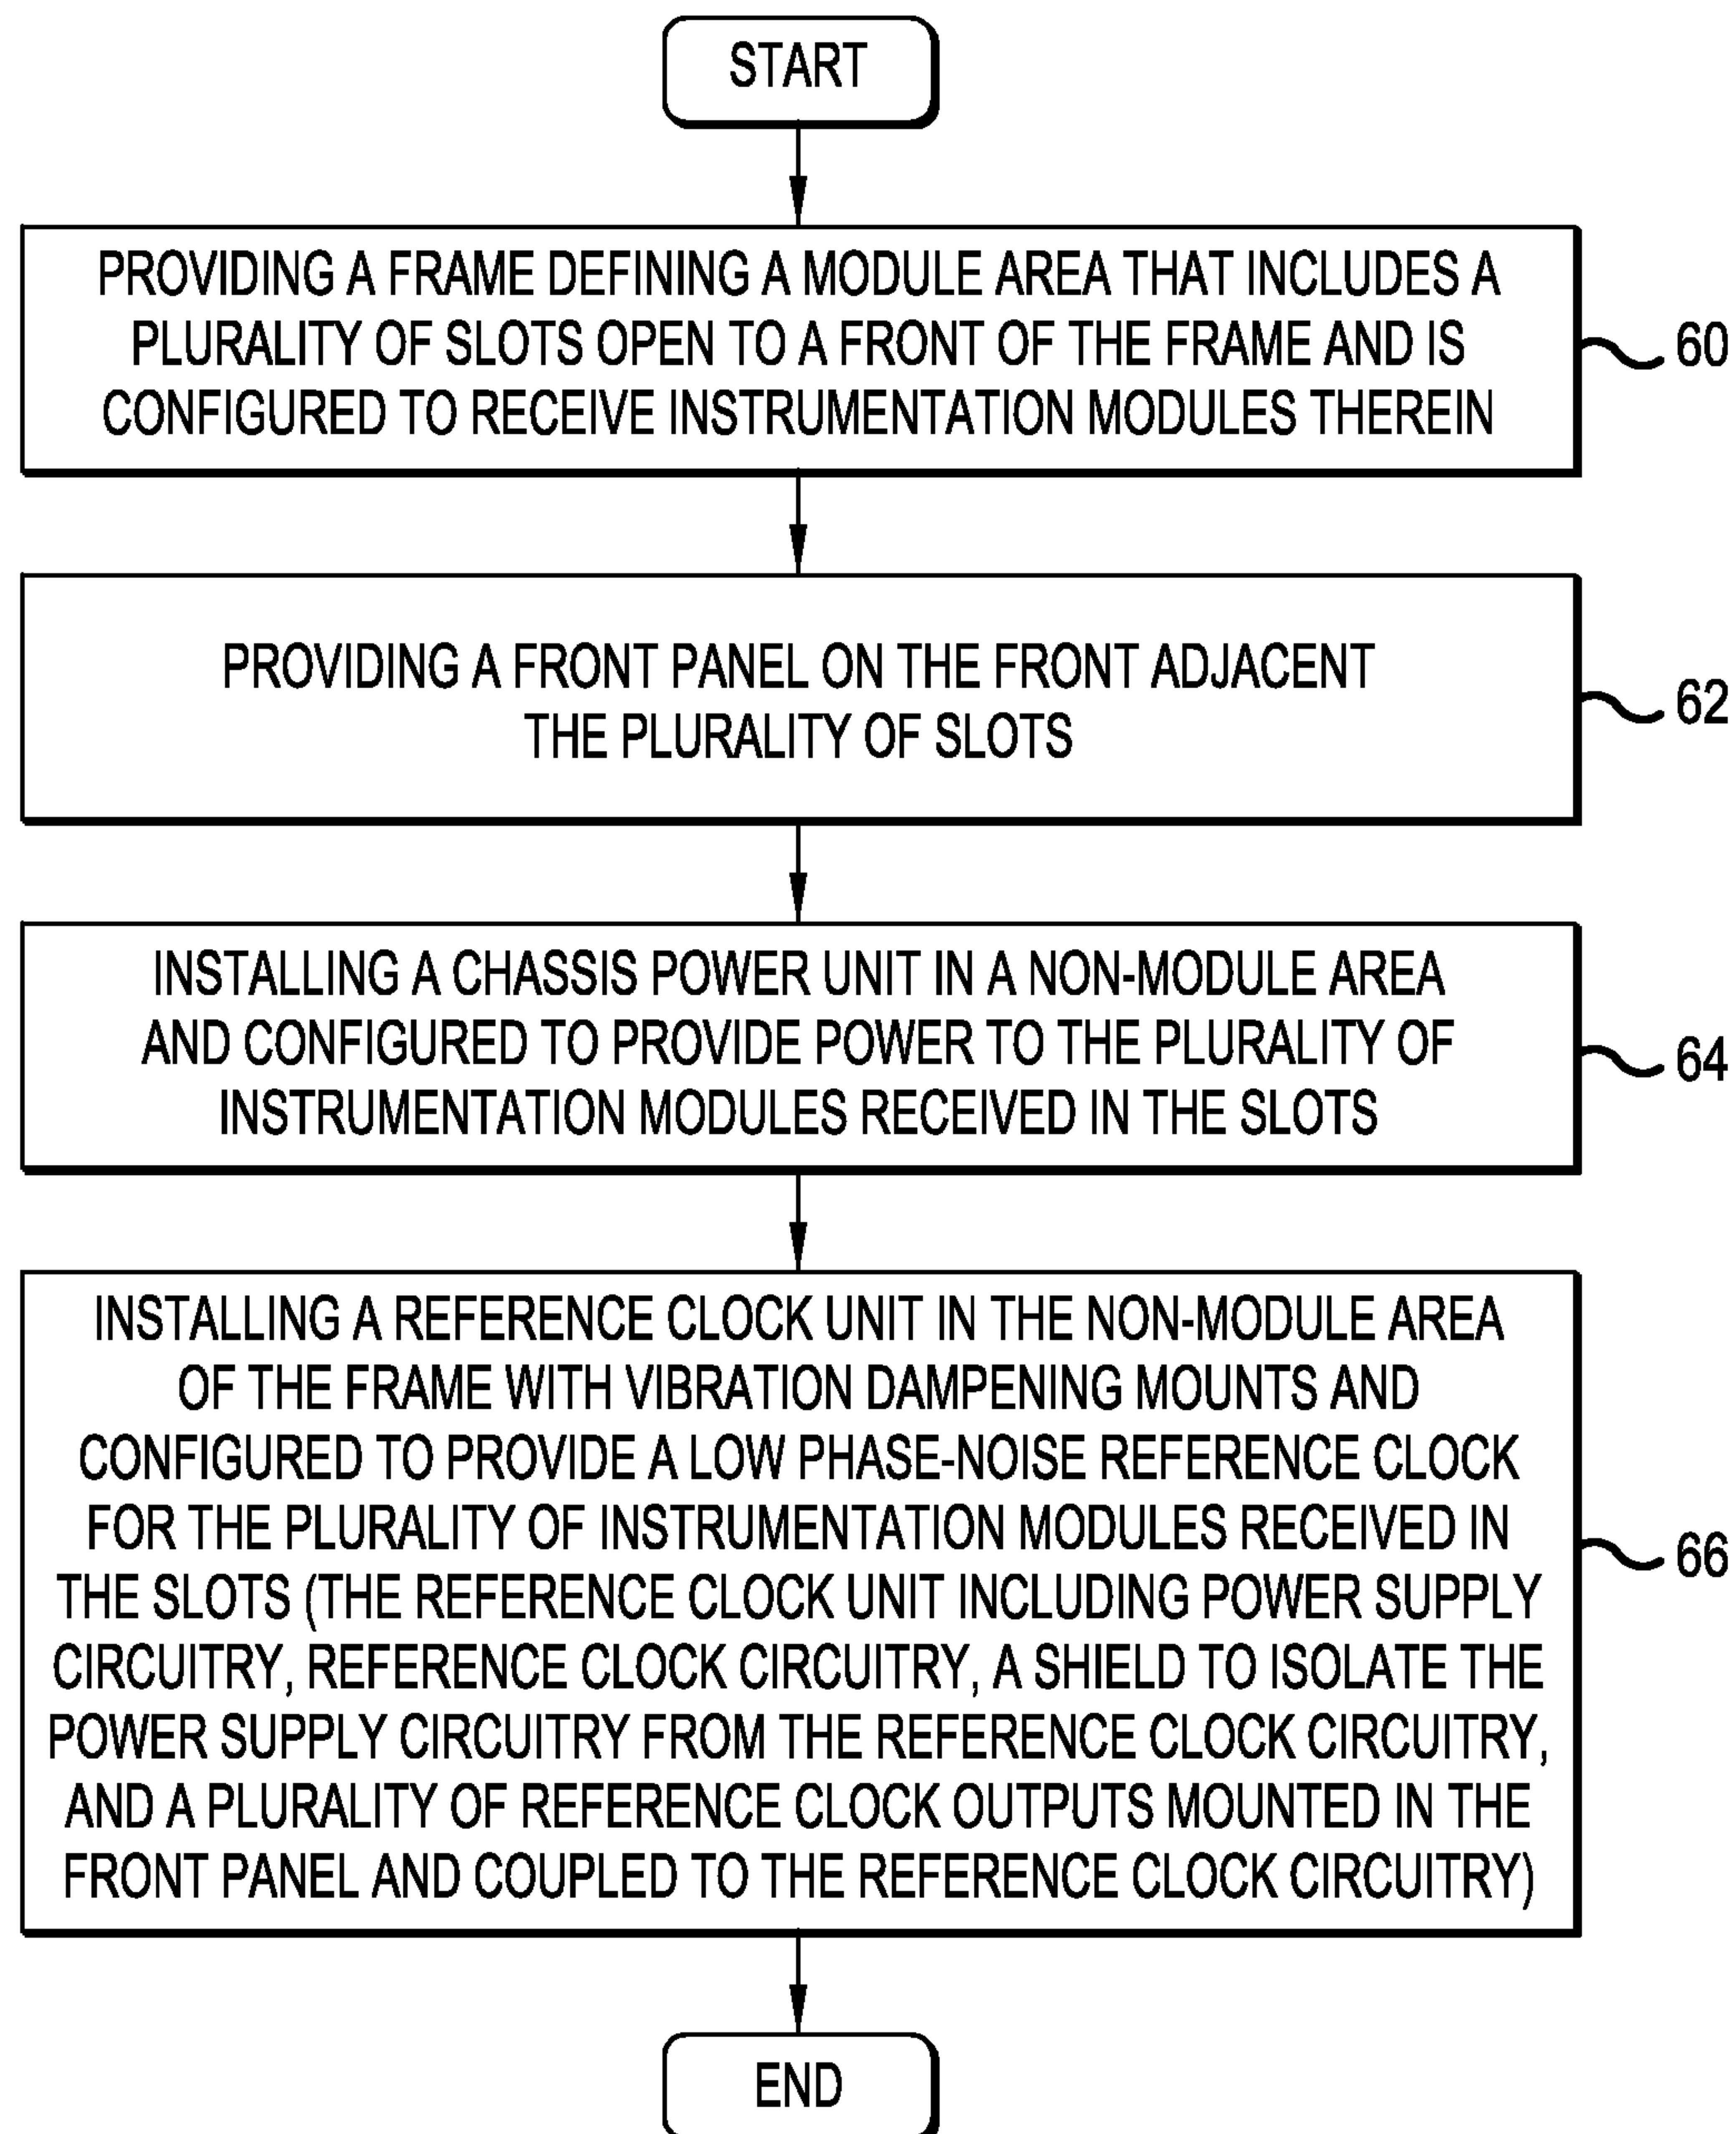 START
PROVIDING A FRAME DEFINING A MODULE AREA THAT INCLUDES A
PLURALITY OF SLOTS OPEN TO A FRONT OF THE FRAME AND IS
CONFIGURED TO RECEIVE INSTRUMENTATION MODULES THEREIN
60
PROVIDING A FRONT PANEL ON THE FRONT ADJACENT
THE PLURALITY OF SLOTS
62
INSTALLING A CHASSIS POWER UNIT IN A NON-MODULE AREA
AND CONFIGURED TO PROVIDE POWER TO THE PLURALITY OF
INSTRUMENTATION MODULES RECEIVED IN THE SLOTS
64
INSTALLING A REFERENCE CLOCK UNIT IN THE NON-MODULE AREA
OF THE FRAME WITH VIBRATION DAMPENING MOUNTS AND
CONFIGURED TO PROVIDE A LOW PHASE-NOISE REFERENCE CLOCK
FOR THE PLURALITY OF INSTRUMENTATION MODULES RECEIVED IN
THE SLOTS (THE REFERENCE CLOCK UNIT INCLUDING POWER SUPPLY
CIRCUITRY, REFERENCE CLOCK CIRCUITRY, A SHIELD TO ISOLATE THE
POWER SUPPLY CIRCUITRY FROM THE REFERENCE CLOCK CIRCUITRY,
AND A PLURALITY OF REFERENCE CLOCK OUTPUTS MOUNTED IN THE
FRONT PANEL AND COUPLED TO THE REFERENCE CLOCK CIRCUITRY)
66
END